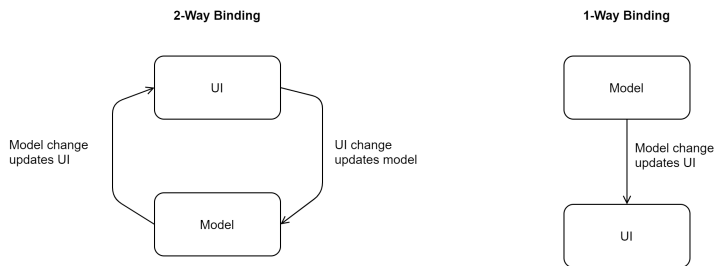 2-Way Binding
UI
Model change
updates UI
UI change
updates model
Model
1-Way Binding
Model
Model change
updates UI
UI